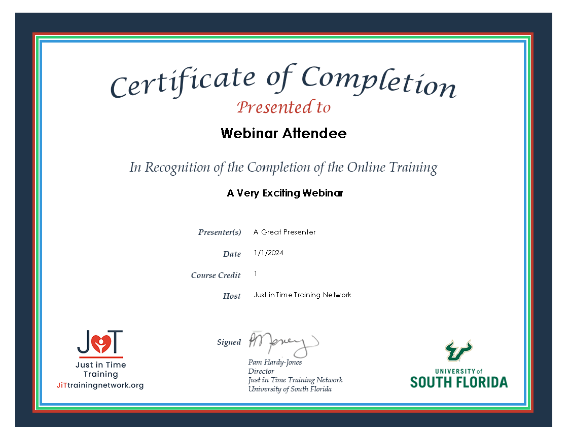 Certificate of Completion
Presented to
Webinar Attendee
In Recognition of the Completion of the Online Training
A Very Exciting Webinar
Presenter(s) A Great Presenter
Date 1/1/2024
Course Credit 1
Host Just in Time Training Network
Signed
Pam Hardy-Jones
Director
Just in Time Training Network
University of South Florida
JiT
Just in Time
Training
JiTtrainingnetwork.org
UNIVERSITY of
SOUTH FLORIDA